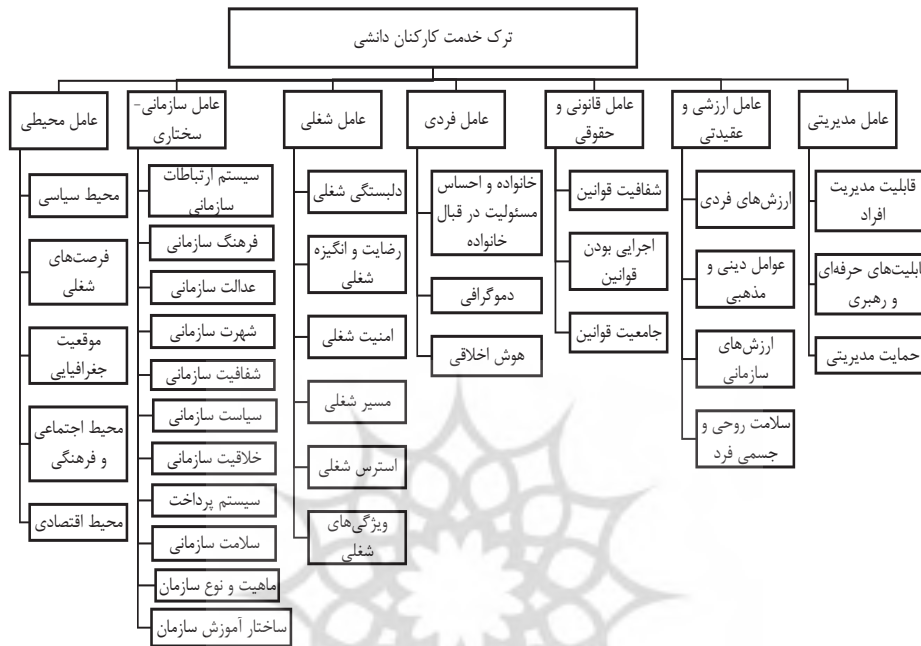 ترک خدمت کارکنان دانشی
عامل مدیریتی
قابلیت مدیریت
افراد
ابلیت‌های حرفه‌ای
و رهبری
حمایت مدیریتی
عامل ارزشی و
عقیدتی
ارزش‌های فردی
عوامل دینی و
مذهبی
ارزش‌های
سازمانی
سلامت روحی و
جسمی فرد
عامل قانونی و
حقوقی
شفافیت قوانین
اجرایی بودن
قوانین
جامعیت قوانین
عامل فردی
خانواده و احساس
مسئولیت در قبال
خانواده
دموگرافی
هوش اخلاقی
عامل شغلی
دلبستگی شغلی
رضایت و انگیزه
شغلی
امنیت شغلی
مسیر شغلی
استرس شغلی
ویژگی‌های
شغلی
عامل سازمانی-
سختاری
سیستم ارتباطات
سازمانی
فرهنگ سازمانی
عدالت سازمانی
شهرت سازمانی
شفافیت سازمانی
سیاست سازمانی
خلاقیت سازمانی
سیستم پرداخت
سلامت سازمانی
ماهیت و نوع سازمان
ساختار آموزش سازمان
عامل محیطی
محیط سیاسی
فرصت‌های
شغلی
موقعیت
جغرافیایی
محیط اجتماعی
و فرهنگی
محیط اقتصادی